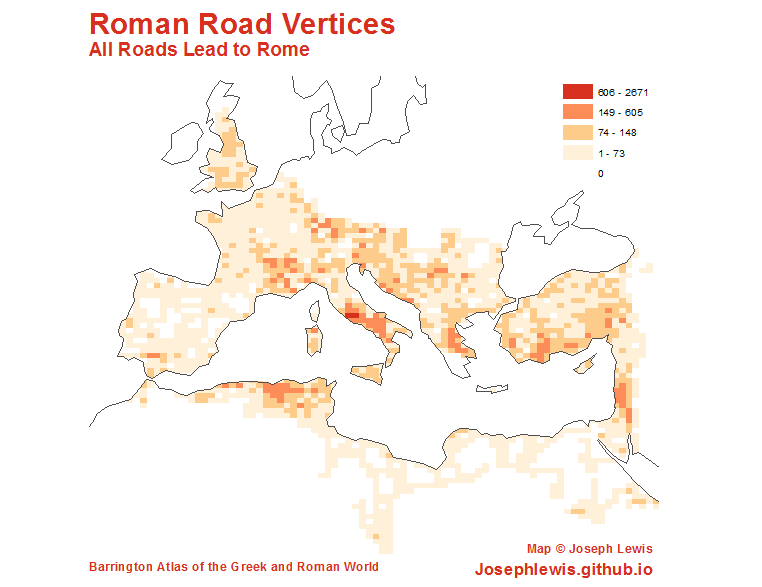 Roman Road Vertices
All Roads Lead to Rome
606 - 2671
149 - 605
74 - 148
1 - 73
0
Map © Joseph Lewis
Barrington Atlas of the Greek and Roman World
Josephlewis.github.io